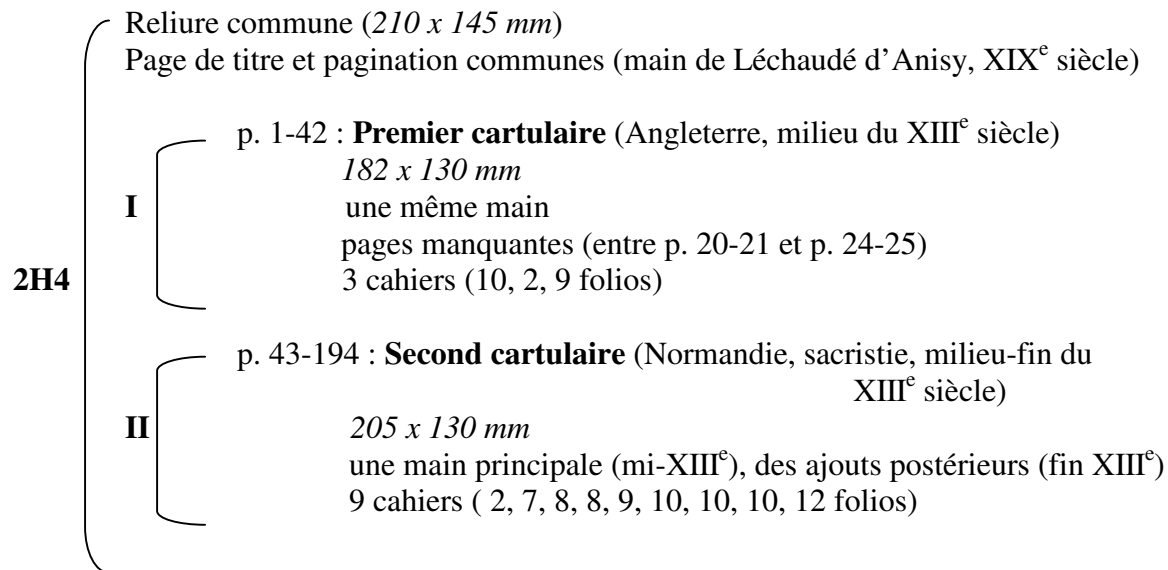 Reliure commune (210 x 145 mm)
Page de titre et pagination communes (main de Léchaudé d'Anisy, XIXe siècle)
p. 1-42 : Premier cartulaire (Angleterre, milieu du XIIIe siècle)
182 x 130 mm
I une même main
pages manquantes (entre p. 20-21 et p. 24-25)
2H4 3 cahiers (10, 2, 9 folios)
p. 43-194 : Second cartulaire (Normandie, sacristie, milieu-fin du
XIIIe siècle)
II 205 x 130 mm
une main principale (mi-XIIIe), des ajouts postérieurs (fin XIIIe)
9 cahiers ( 2, 7, 8, 8, 9, 10, 10, 10, 12 folios)